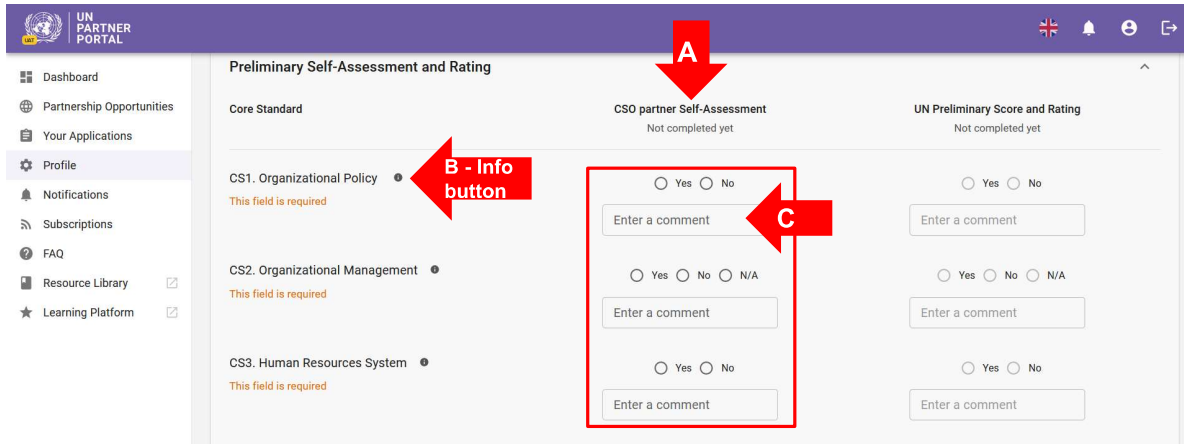 UN
PARTNER
PORTAL
UAT
A
Dashboard
Partnership Opportunities
Your Applications
Profile
Notifications
Subscriptions
FAQ
Resource Library
Learning Platform
Preliminary Self-Assessment and Rating
Core Standard
CSO partner Self-Assessment
Not completed yet
UN Preliminary Score and Rating
Not completed yet
CS1. Organizational Policy
This field is required
B - Info
button
Yes No
Enter a comment
C
Yes No
Enter a comment
CS2. Organizational Management
This field is required
Yes No N/A
Enter a comment
Yes No N/A
Enter a comment
CS3. Human Resources System
This field is required
Yes No
Enter a comment
Yes No
Enter a comment